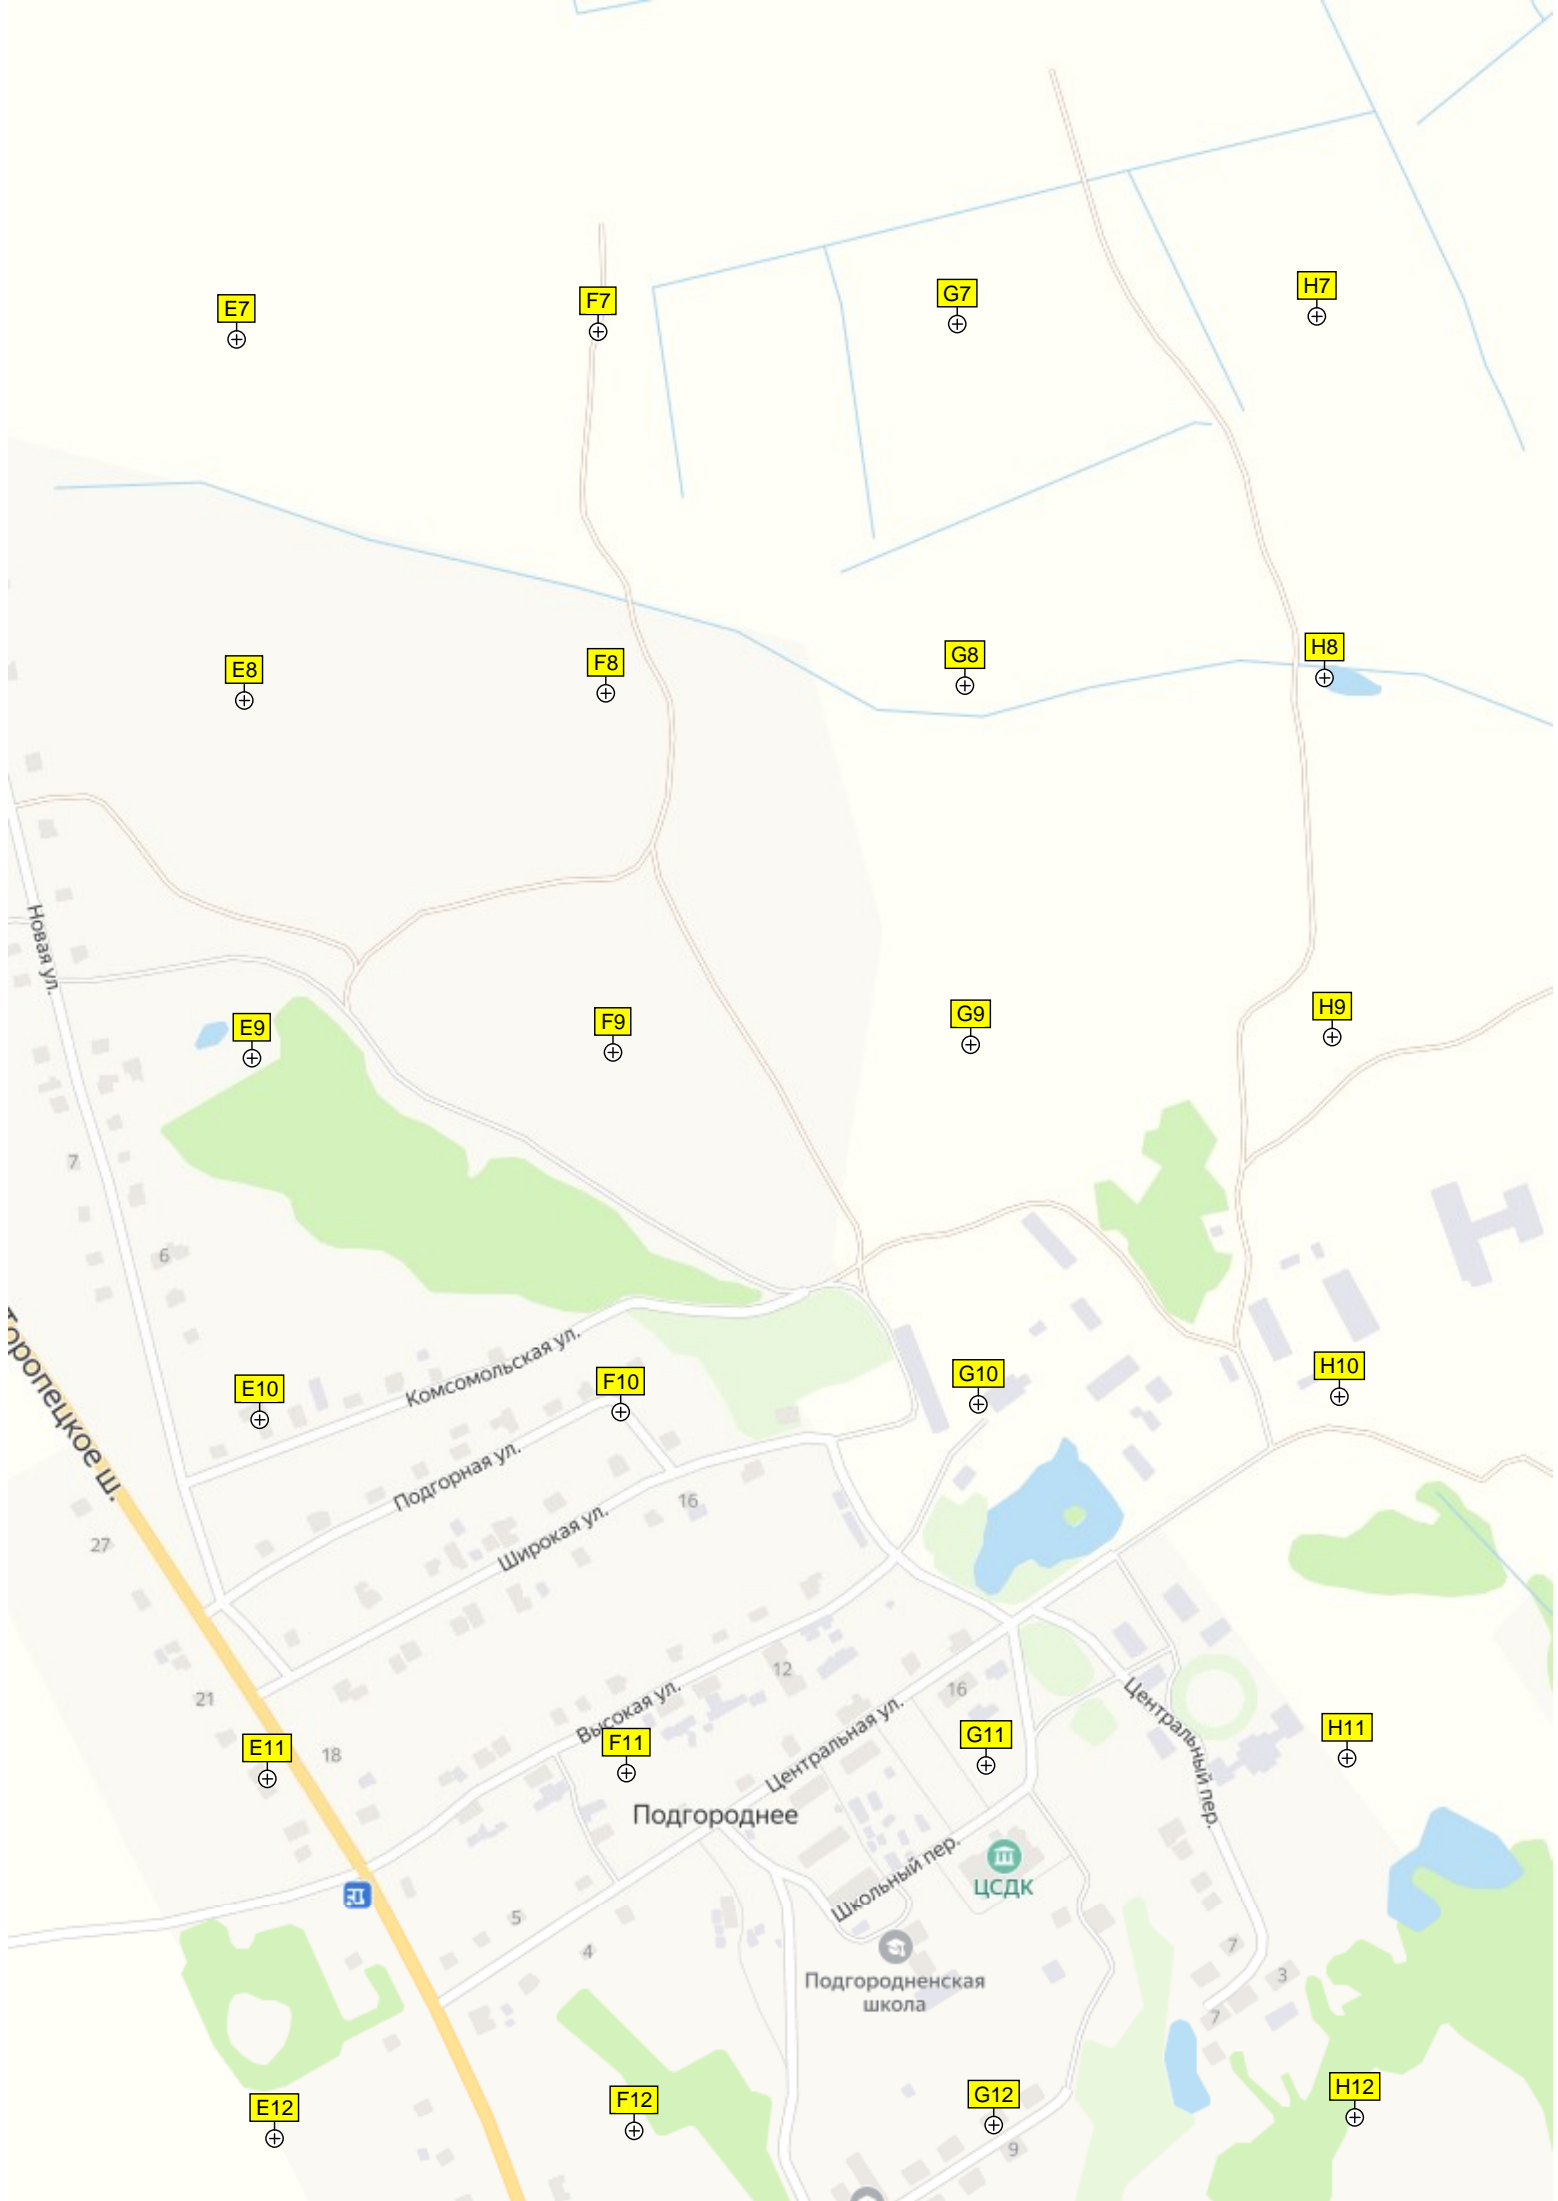 E7
F7
G7
H7
E8
F8
G8
H8
Новая ул.
E9
F9
G9
H9
7
6
Торопецкое ш.
Комсомольская ул.
E10
F10
G10
H10
Подгорная ул.
Широкая ул.
16
27
21
18
12
16
Высокая ул.
Центральная ул.
Центральный пер.
E11
F11
G11
H11
Подгороднее
Школьный пер.
ЦСДК
5
4
7
3
7
Подгородненская
школа
E12
F12
G12
H12
9